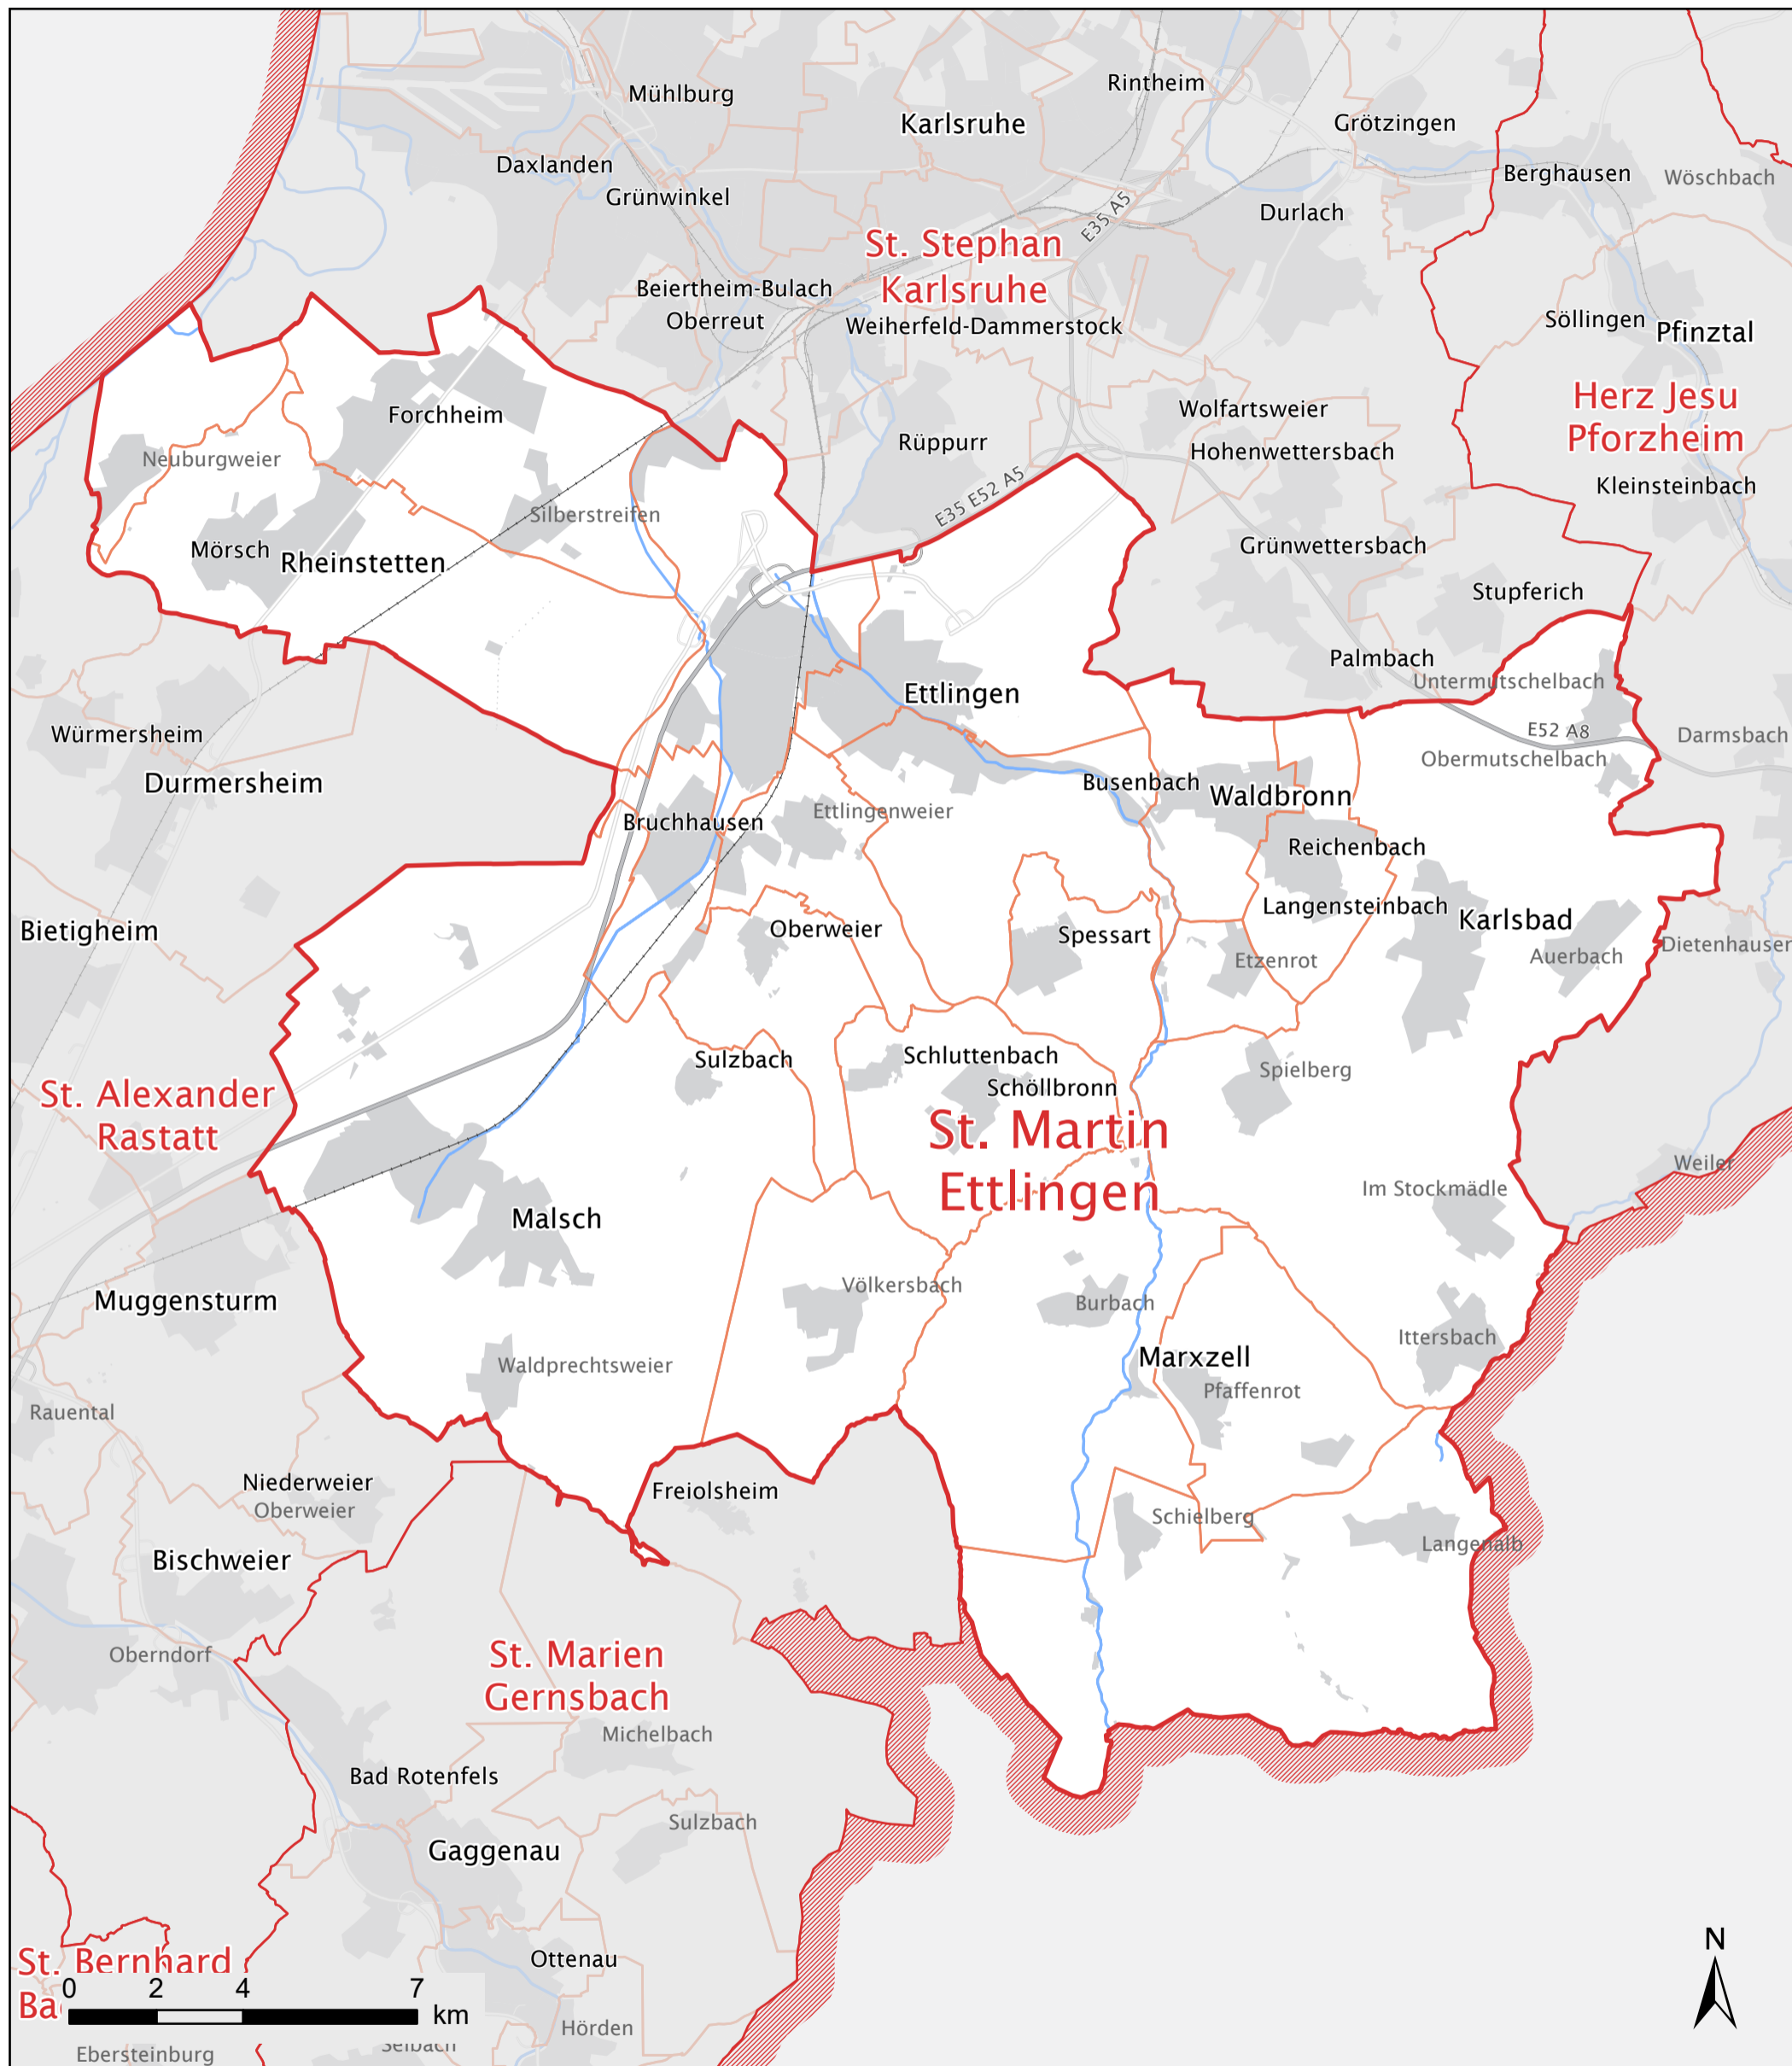 Rintheim
Mühlburg
Karlsruhe
Grötzingen
Daxlanden
Berghausen
Wöschbach
Grünwinkel
E35 A5
Durlach
St. Stephan
Karlsruhe
Beiertheim-Bulach
Oberreut
Weiherfeld-Dammerstock
Söllingen
Pfinztal
Herz Jesu
Pforzheim
Forchheim
Wolfartsweier
Rüppurr
Hohenwettersbach
Neuburgweier
Kleinsteinbach
E35 E52 A5
Silberstreifen
Mörsch
Rheinstetten
Grünwettersbach
Stupferich
Palmbach
Untermutschelbach
Ettlingen
Würmersheim
E52 A8
Darmsbach
Obermutschelbach
Durmersheim
Busenbach
Waldbronn
Ettlingenweier
Bruchhausen
Reichenbach
Langensteinbach
Karlsbad
Bietigheim
Oberweier
Spessart
Dietenhausen
Auerbach
Etzenrot
Sulzbach
Schluttenbach
Spielberg
Schöllbronn
St. Alexander
Rastatt
St. Martin
Ettlingen
Weiler
Im Stockmädle
Malsch
Völkersbach
Muggensturm
Burbach
Ittersbach
Waldprechtsweier
Marxzell
Pfaffenrot
Rauental
Niederweier
Oberweier
Freiolsheim
Schielberg
Langenalb
Bischweier
Oberndorf
St. Marien
Gernsbach
Michelbach
Bad Rotenfels
Sulzbach
Gaggenau
N
St. Bernhard
Ba
Ottenau
0 2 4 7
km
Hörden
Selbach
Ebersteinburg